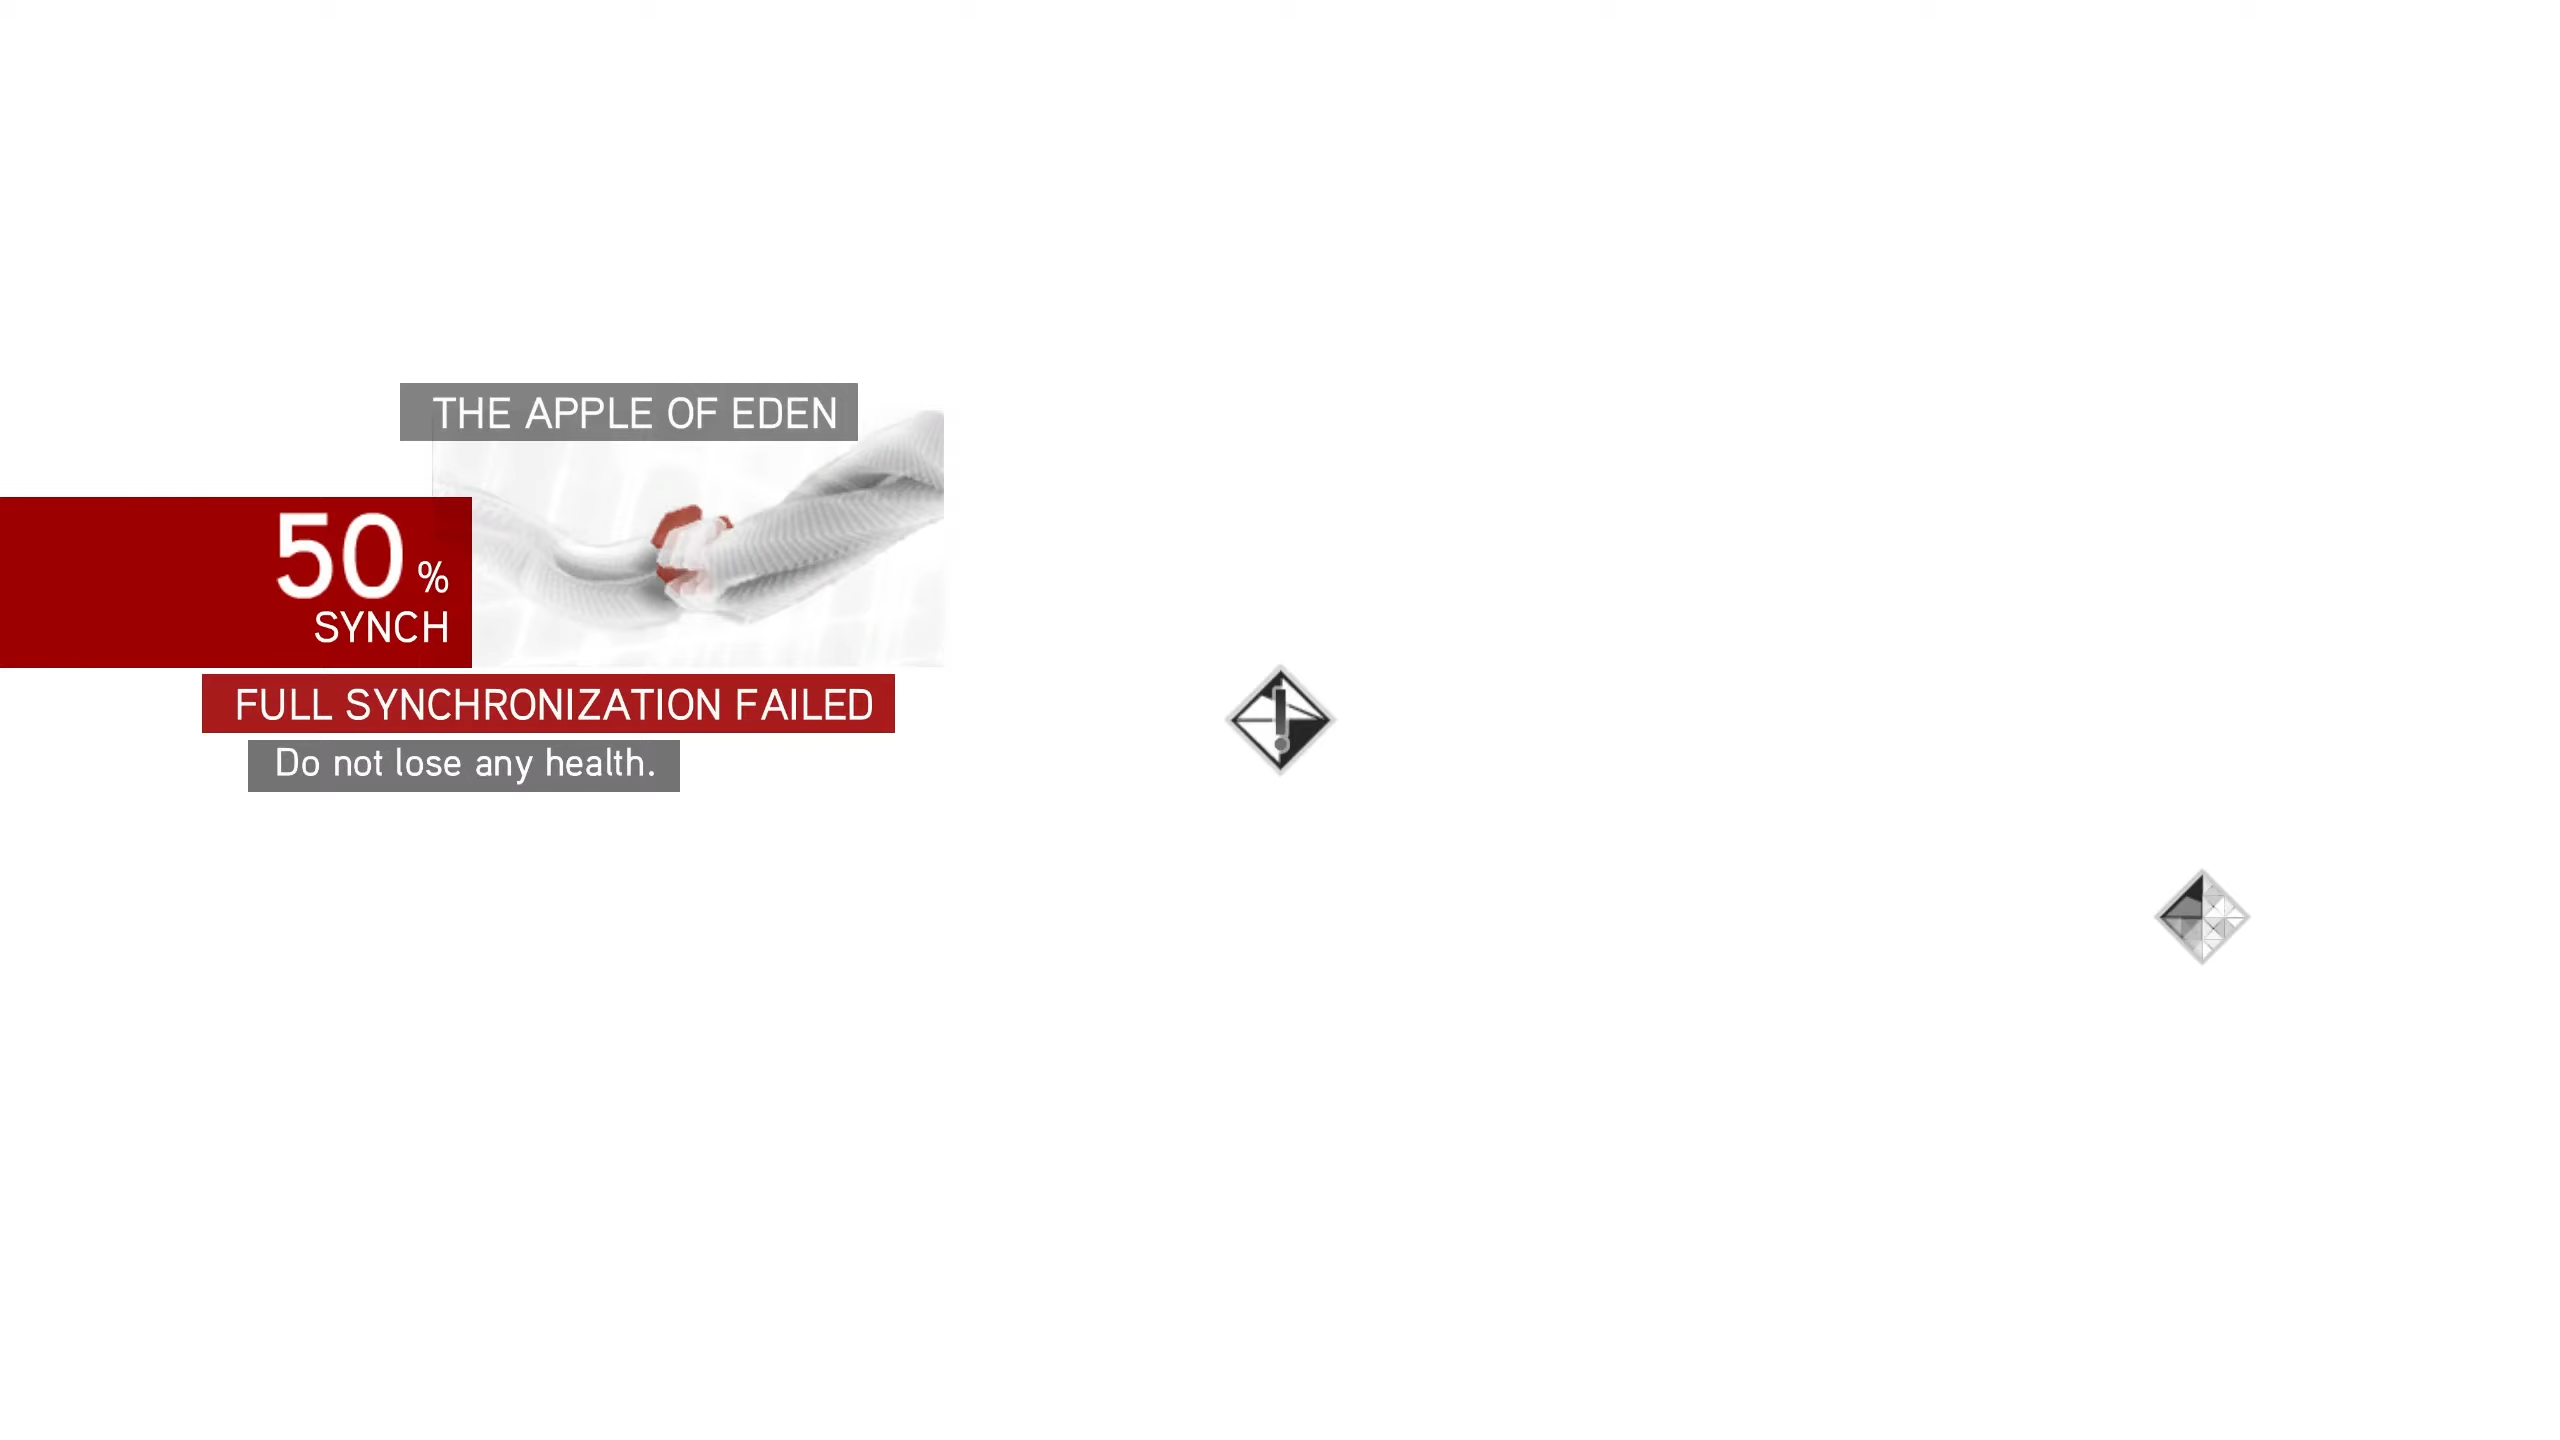 THE APPLE OF EDEN
50 %
SYNCH
FULL SYNCHRONIZATION FAILED
Do not lose any health.